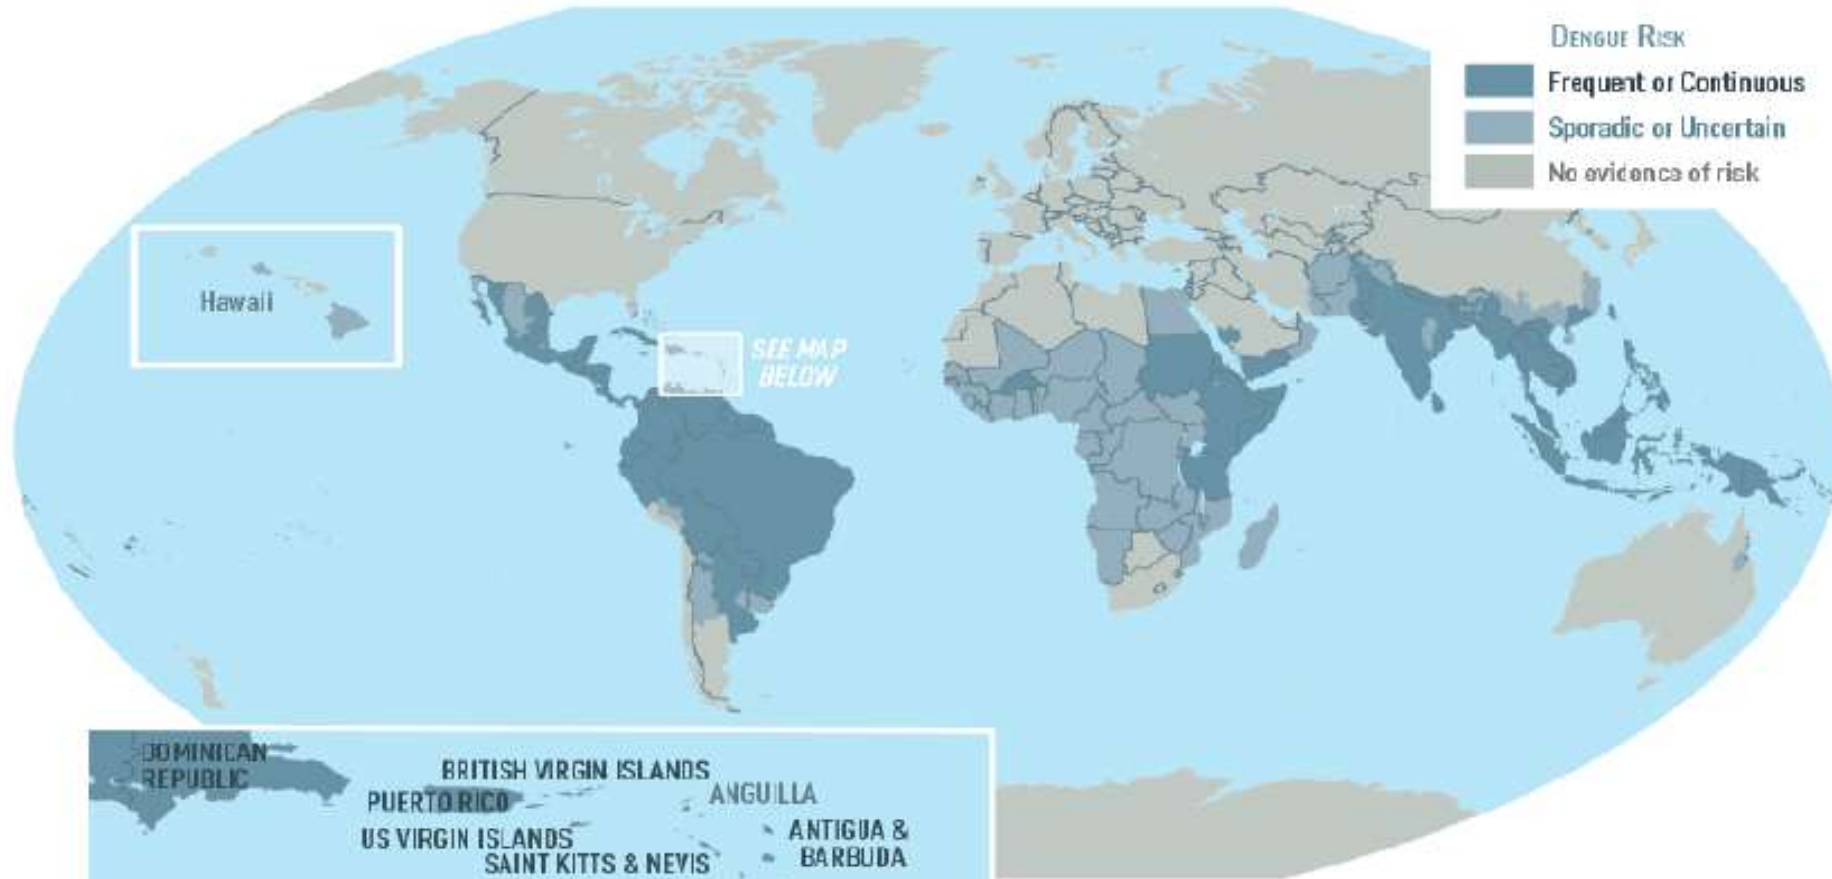 DENGUE RISK
Frequent or Continuous
Sporadic or Uncertain
No evidence of risk
Hawaii
SEE MAP
BELOW
DOMINICAN
REPUBLIC
BRITISH VIRGIN ISLANDS
PUERTO RICO
ANGUILLA
US VIRGIN ISLANDS
ANTIGUA &
BARBUDA
SAINT KITTS & NEVIS